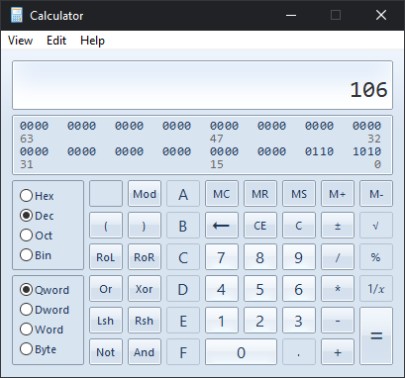 Calculator
View Edit Help
106
0000 0000 0000 0000 0000 0000 0000 0000
63 47 32
0000 0000 0000 0000 0000 0000 0110 1010
31 15 0
Hex Mod A MC MR MS M+ M-
Dec ( ) B ← CE C ± √
Oct RoL RoR C 7 8 9 / %
Bin
Qword Or Xor D 4 5 6 * 1/x
Dword Lsh Rsh E 1 2 3 - =
Word
Byte Not And F 0 . +